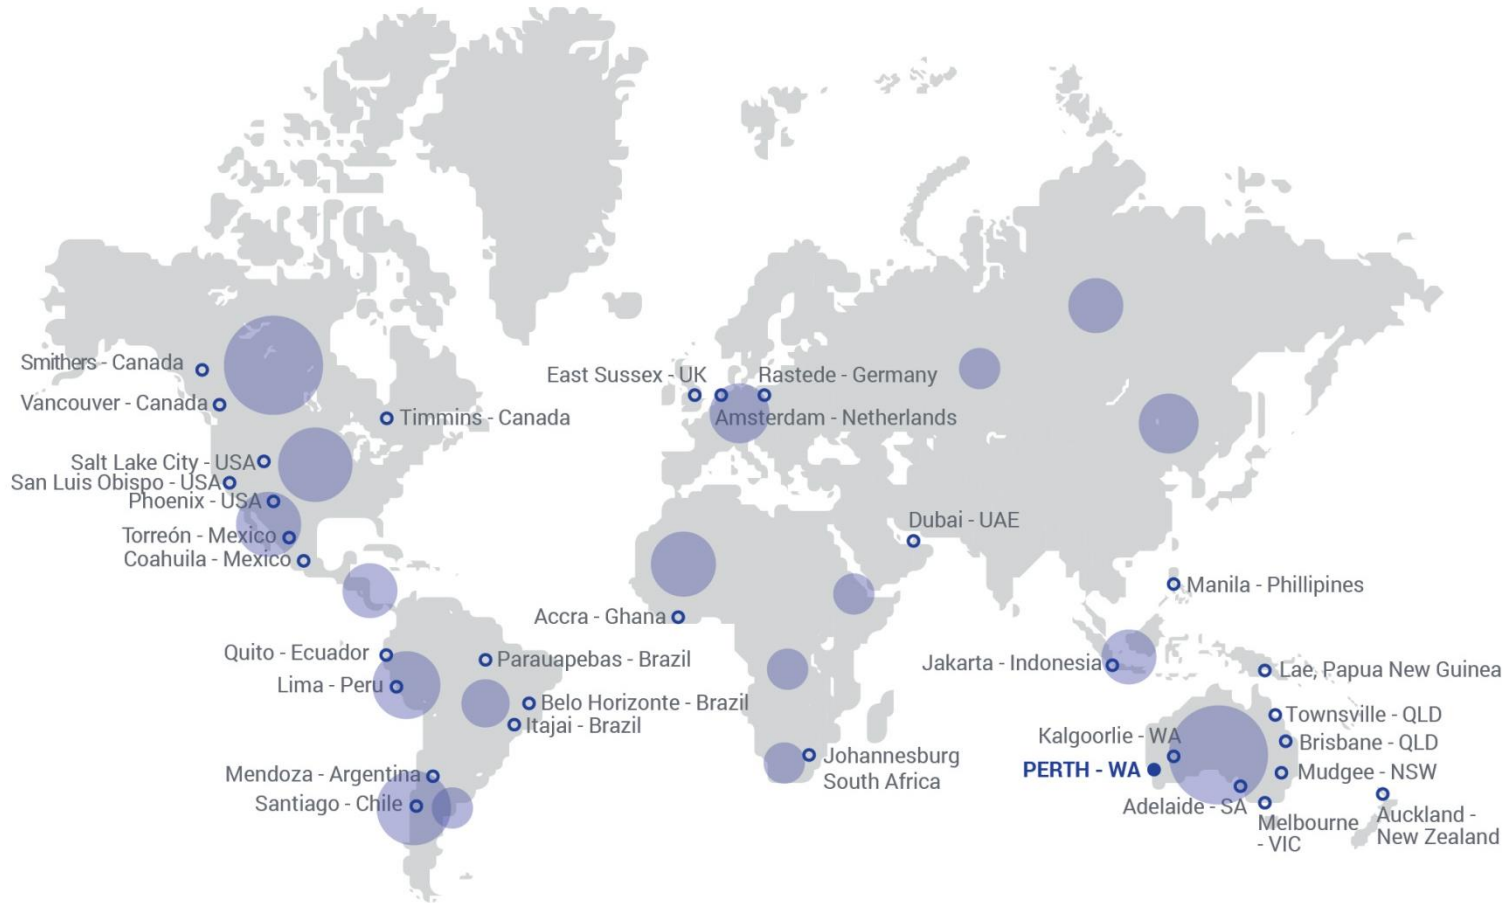 Smithers - Canada
Vancouver - Canada
Timmins - Canada
Salt Lake City - USA
San Luis Obispo - USA
Phoenix - USA
Torreón - Mexico
Coahuila - Mexico
East Sussex - UK
Rastede - Germany
Amsterdam - Netherlands
Dubai - UAE
Manila - Phillipines
Accra - Ghana
Quito - Ecuador
Parauapebas - Brazil
Lima - Peru
Belo Horizonte - Brazil
Itajai - Brazil
Jakarta - Indonesia
Lae, Papua New Guinea
Townsville - QLD
Kalgoorlie - WA
Brisbane - QLD
PERTH - WA
Mudgee - NSW
Johannesburg
South Africa
Mendoza - Argentina
Santiago - Chile
Adelaide - SA
Melbourne
- VIC
Auckland -
New Zealand